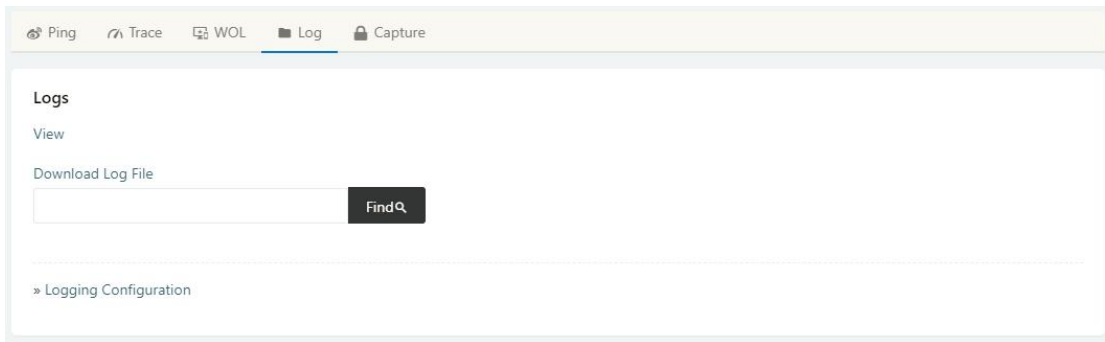 Ping Trace WOL Log Capture
Logs
View
Download Log File
Find
» Logging Configuration